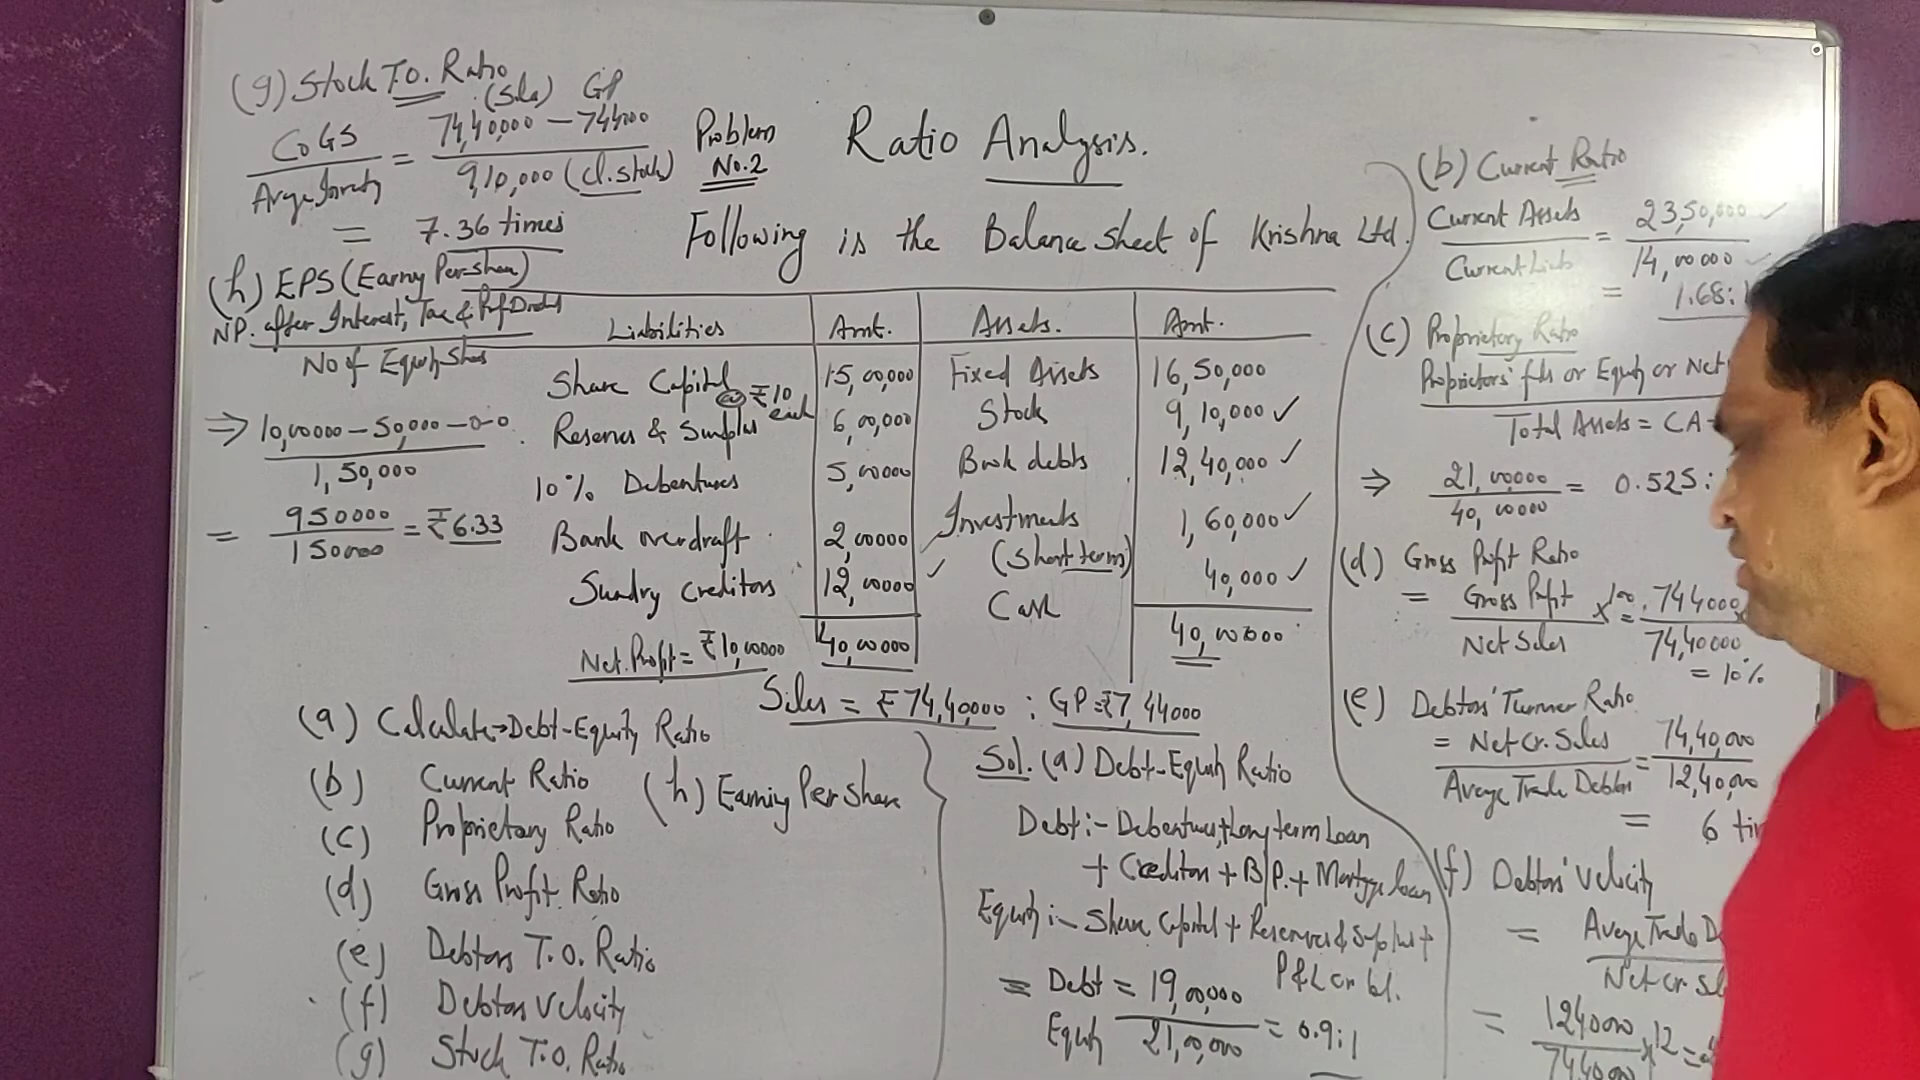 (g) Stock T.O. Ratio
(Sales) GP
COGS = 74,40,000 - 744000
Avge Invnty 9,10,000 (cl. stock)
= 7.36 times
(h) EPS (Earng Per share)
NP. after Interest, Tax & Pref Divds
No of Equity Shares
⇒ 10,00000 - 50,000 - 0-0
1,50,000
= 950000 = ₹6.33
150000
Problem
No.2
Ratio Analysis.
Following is the Balance sheet of Krishna Ltd.
Liabilities Amt. Assets. Amt.
Share Capital @ ₹10 each 15,00,000 Fixed Assets 16,50,000
Reserves & Surplus 6,00,000 Stock 9,10,000 ✓
10% Debentures 5,00000 Book debts 12,40,000 ✓
Bank overdraft 2,00000 Investments (short term) 1,60,000 ✓
Sundry Creditors 12,00000 ✓ Cash 40,000 ✓
40,00000 40,00000
Net. Profit = ₹10,00000
Sales = ₹74,40000 : GP = ₹7,44000
(a) Calculate→Debt-Equity Ratio
(b) Current Ratio
(c) Proprietary Ratio
(d) Gross Profit Ratio
(e) Debtors T.O. Ratio
(f) Debtors Velocity
(g) Stock T.O. Ratio
(h) Earning Per Share
Sol. (a) Debt-Equity Ratio
Debt :- Debentures + Long term Loan
+ Creditors + B/P. + Mortgage loan
Equity :- Share Capital + Reserves & Surplus +
P&L cr bl.
= Debt = 19,00,000 = 0.9:1
Equity 21,00,000
(b) Current Ratio
Current Assets = 23,50,000 ✓
Current Liab 14,00000 ✓
= 1.68:
(c) Proprietary Ratio
Proprietors' fds or Equity or Net
Total Assets = CA
⇒ 21,00000 = 0.525:
40,00000
(d) Gross Profit Ratio
= Gross Profit x 100 = 744000
Net Sales 74,40000
= 10%
(e) Debtors' Turnover Ratio
= Net Cr. Sales = 74,40,000
Average Trade Debtors 12,40,000
= 6
(f) Debtors' Velocity
= Average Trade
Net cr
= 1240000 x 12 =
7440000